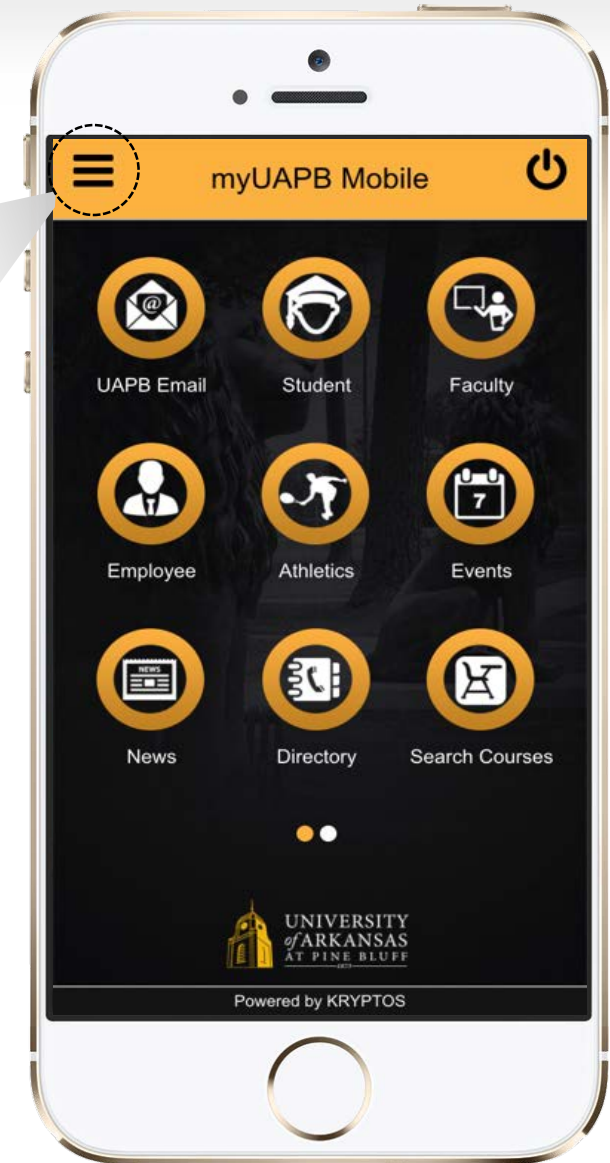 myUAPB Mobile
@
UAPB Email
Student
Faculty
7
Employee
Athletics
Events
NEWS
News
Directory
Search Courses
UNIVERSITY
of ARKANSAS
AT PINE BLUFF
1873
Powered by KRYPTOS